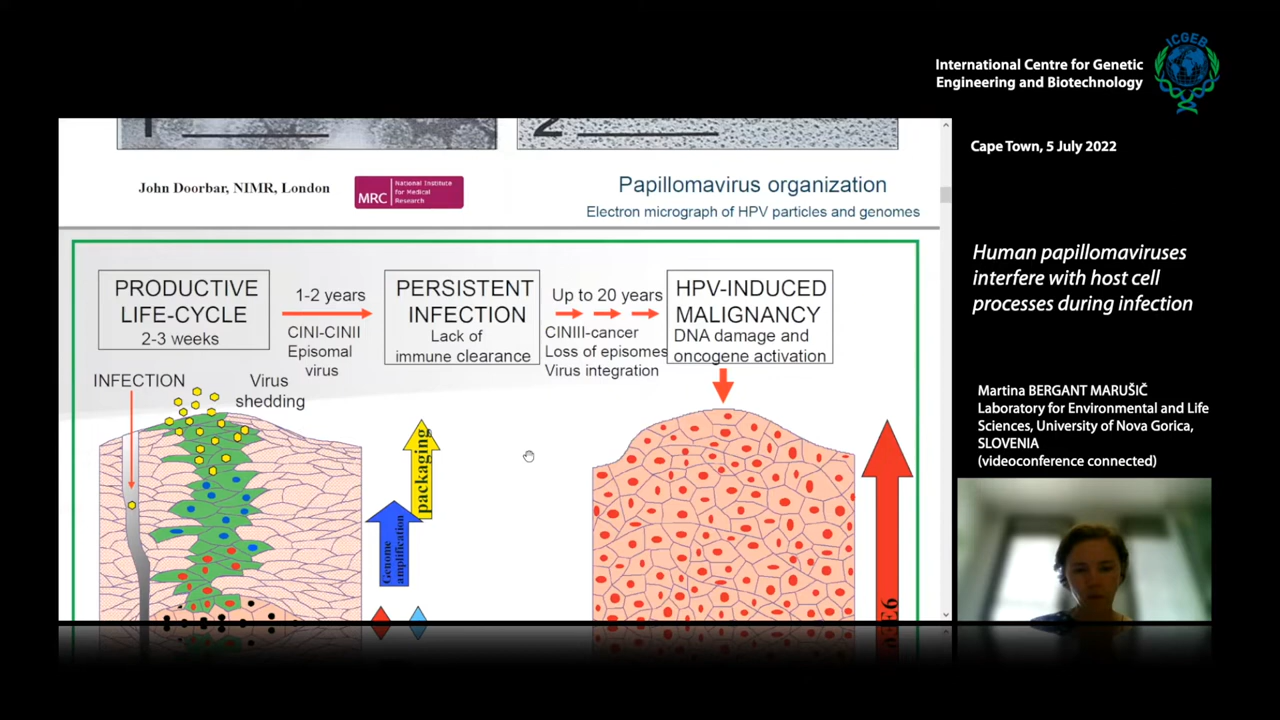 ICGEB
International Centre for Genetic
Engineering and Biotechnology
Cape Town, 5 July 2022
Human papillomaviruses
interfere with host cell
processes during infection
Martina BERGANT MARUŠIČ
Laboratory for Environmental and Life
Sciences, University of Nova Gorica,
SLOVENIA
(videoconference connected)
1
2
John Doorbar, NIMR, London
MRC
National Institute
for Medical
Research
Papillomavirus organization
Electron micrograph of HPV particles and genomes
PRODUCTIVE
LIFE-CYCLE
2-3 weeks
1-2 years
CINI-CINII
Episomal
virus
PERSISTENT
INFECTION
Lack of
immune clearance
Up to 20 years
CINIII-cancer
Loss of episomes
Virus integration
HPV-INDUCED
MALIGNANCY
DNA damage and
oncogene activation
INFECTION
Virus
shedding
packaging
Genome
amplification